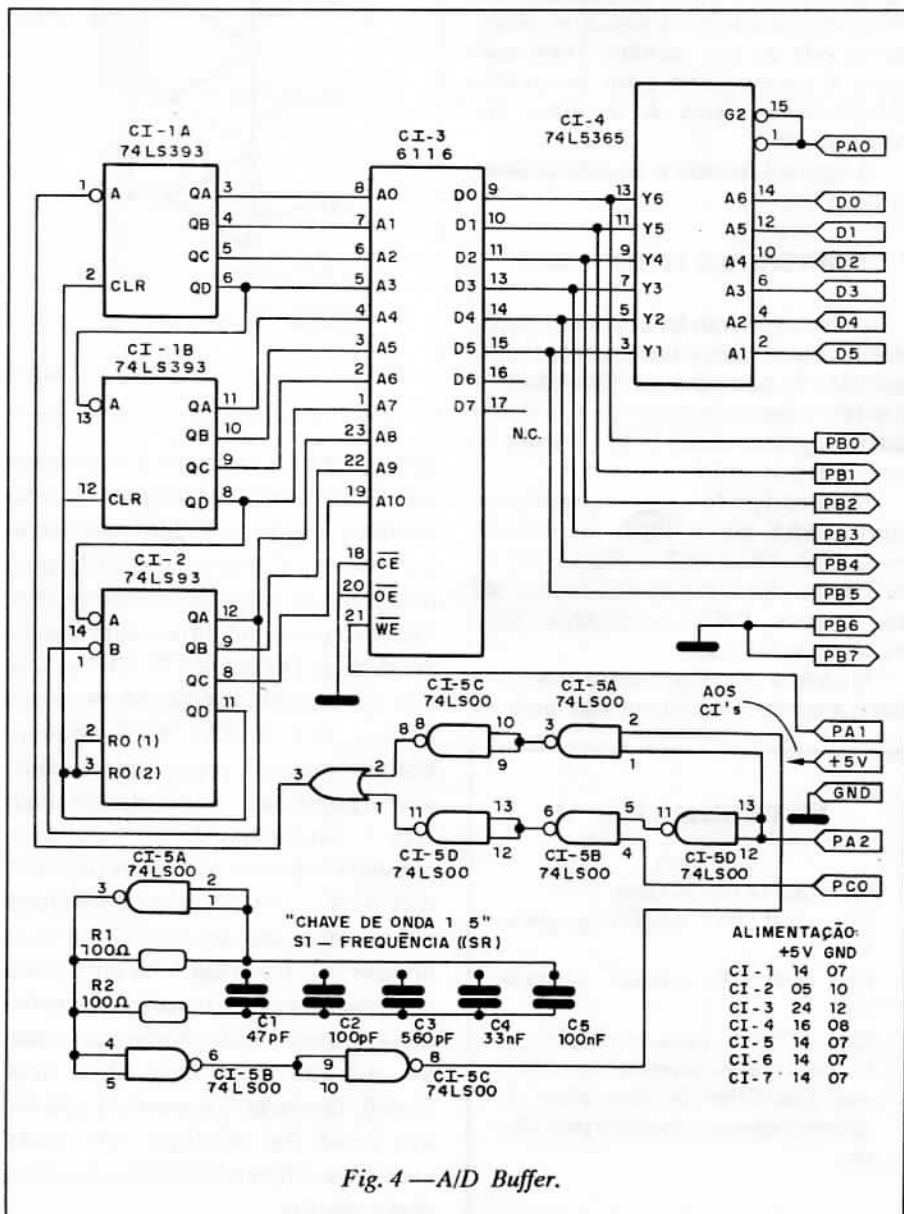 CI-1A
74LS393
1
A
QA 3
QB 4
QC 5
QD 6
2
CLR
CI-1B
74LS393
13
A
QA 11
QB 10
QC 9
QD 8
12
CLR
CI-2
74LS93
14
A
1
B
QA 12
QB 9
QC 8
QD 11
2
RO (1)
3
RO (2)
CI-3
6116
8 A0
7 A1
6 A2
5 A3
4 A4
3 A5
2 A6
1 A7
23 A8
22 A9
19 A10
18 CE
20 OE
21 WE
D0 9
D1 10
D2 11
D3 13
D4 14
D5 15
D6 16
D7 17
N.C.
CI-4
74L5365
G2 15
1
13 Y6
11 Y5
9 Y4
7 Y3
5 Y2
3 Y1
A6 14
A5 12
A4 10
A3 6
A2 4
A1 2
PA0
D0
D1
D2
D3
D4
D5
PB0
PB1
PB2
PB3
PB4
PB5
PB6
PB7
AOS
CI's
PA1
+5V
GND
PA2
PC0
CI-5C
74LS00
8 8 10 9
CI-5A
74LS00
3 2 1
3 2 1
11 13 12
CI-5D
74LS00
6 5 4
CI-5B
74LS00
11 13 12
CI-5D
74LS00
CI-5A
74LS00
3 2 1
R1
100Ω
R2
100Ω
"CHAVE DE ONDA 1 5"
S1 — FREQUÊNCIA ((SR)
C1
47pF
C2
100pF
C3
560pF
C4
33nF
C5
100nF
4
5
6
CI-5B
74LS00
9
10
8
CI-5C
74LS00
ALIMENTAÇÃO:
+5V GND
CI-1 14 07
CI-2 05 10
CI-3 24 12
CI-4 16 08
CI-5 14 07
CI-6 14 07
CI-7 14 07
Fig. 4 — A/D Buffer.